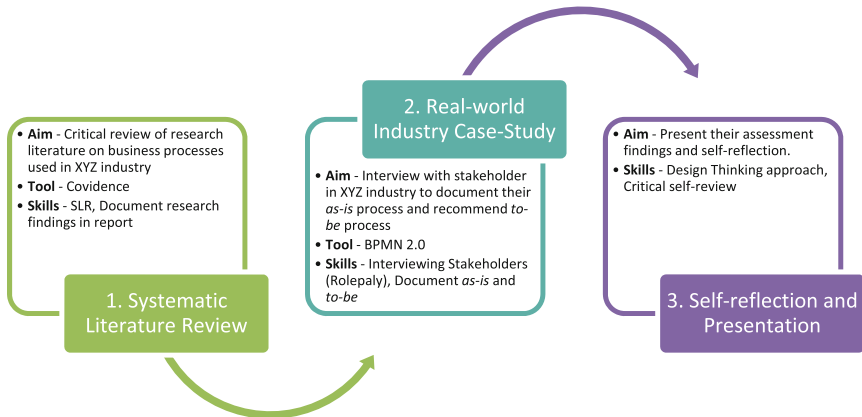 • Aim - Critical review of research
literature on business processes
used in XYZ industry
• Tool - Covidence
• Skills - SLR, Document research
findings in report
1. Systematic
Literature Review
2. Real-world
Industry Case-Study
• Aim - Interview with stakeholder
in XYZ industry to document their
as-is process and recommend to-
be process
• Tool - BPMN 2.0
• Skills - Interviewing Stakeholders
(Rolepaly), Document as-is and
to-be
• Aim - Present their assessment
findings and self-reflection.
• Skills - Design Thinking approach,
Critical self-review
3. Self-reflection and
Presentation